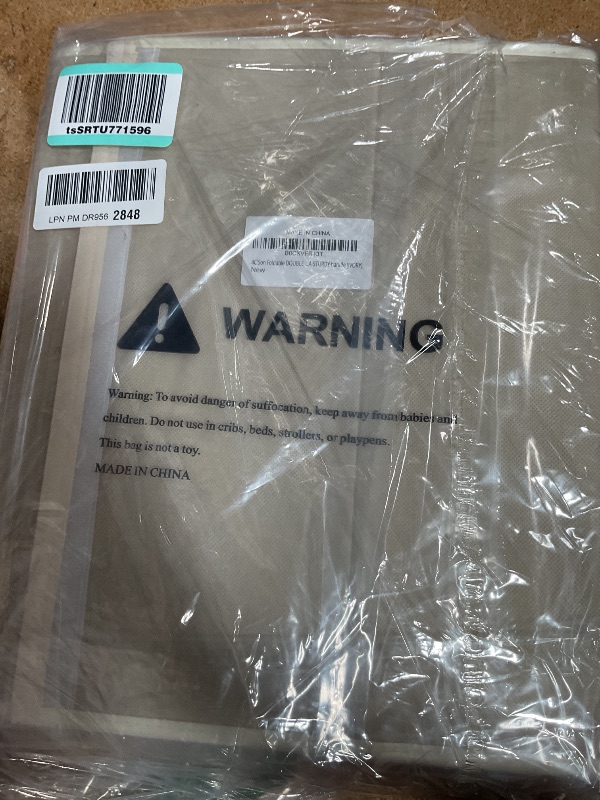 tsSRTU771596
LPN PM DR956 2848
MADE IN CHINA
New
WARNING
Warning: To avoid danger of suffocation, keep away from babies and
children. Do not use in cribs, beds, strollers, or playpens.
This bag is not a toy.
MADE IN CHINA